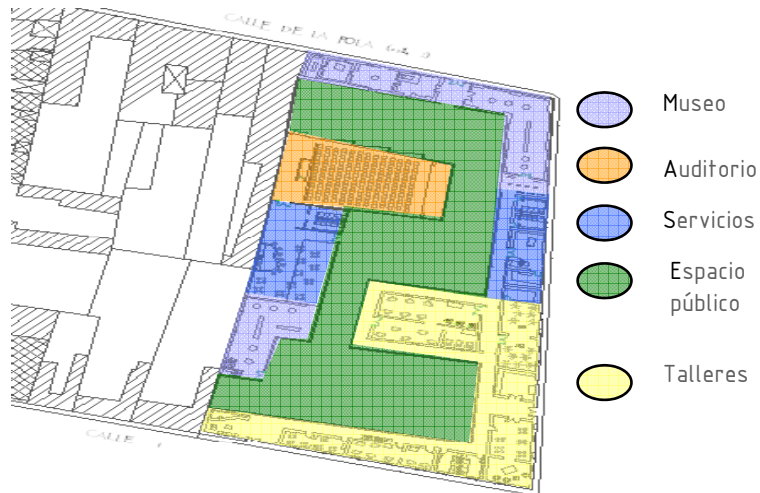 CALLE DE LA POLA
Museo
Auditorio
Servicios
Espacio
público
Talleres
CALLE